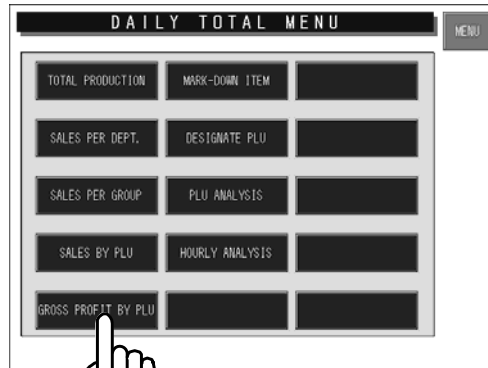 DAILY TOTAL MENU
MENU
TOTAL PRODUCTION
MARK-DOWN ITEM
SALES PER DEPT.
DESIGNATE PLU
SALES PER GROUP
PLU ANALYSIS
SALES BY PLU
HOURLY ANALYSIS
GROSS PROFIT BY PLU